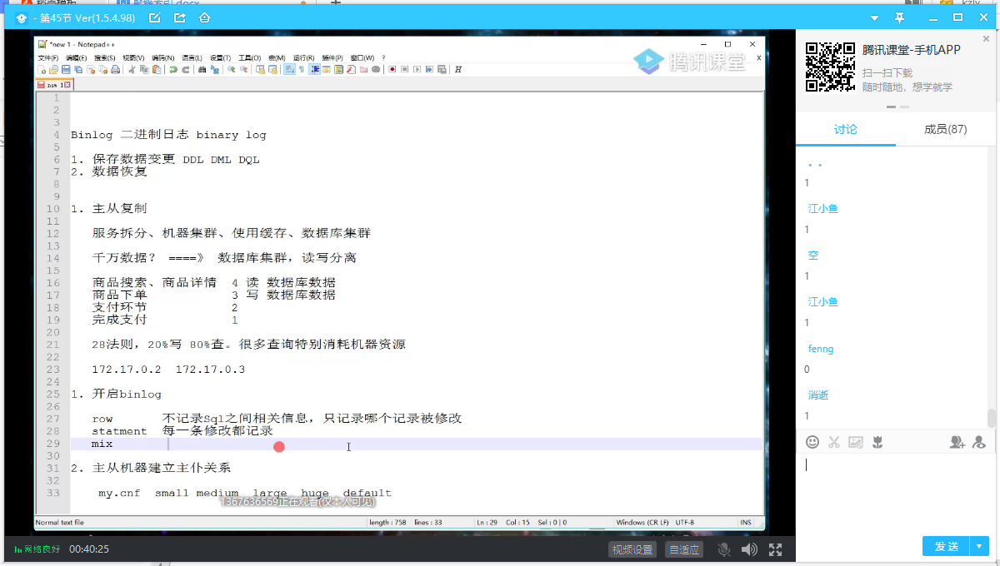 - 第45节 Ver(1.5.4.98)
*new 1 - Notepad++
文件(F) 编辑(E) 搜索(S) 视图(V) 编码(N) 语言(L) 设置(T) 工具(O) 宏(M) 运行(R) 插件(P) 窗口(W) ? X
腾讯课堂
new 1
1
2
3
4 Binlog 二进制日志 binary log
5
6 1. 保存数据变更 DDL DML DQL
7 2. 数据恢复
8
9
10 1. 主从复制
11
12 服务拆分、机器集群、使用缓存、数据库集群
13
14 千万数据? ====》 数据库集群，读写分离
15
16 商品搜索、商品详情 4 读 数据库数据
17 商品下单 3 写 数据库数据
18 支付环节 2
19 完成支付 1
20
21 28法则，20%写 80%查。很多查询特别消耗机器资源
22
23 172.17.0.2 172.17.0.3
24
25 1. 开启binlog
26
27 row 不记录Sql之间相关信息，只记录哪个记录被修改
28 statment 每一条修改都记录
29 mix
30
31 2. 主从机器建立主仆关系
32
33 my.cnf small medium large huge default
1367636569正在观看(仅本人可见)
Normal text file length : 758 lines : 33 Ln : 29 Col : 15 Sel : 0 | 0 Windows (CR LF) UTF-8 INS
网络良好 00:40:25 视频设置 自适应
腾讯课堂-手机APP
扫一扫下载
随时随地，想学就学
讨论 成员(87)
。。
1
江小鱼
1
空
1
江小鱼
1
fenng
0
消逝
1
发送